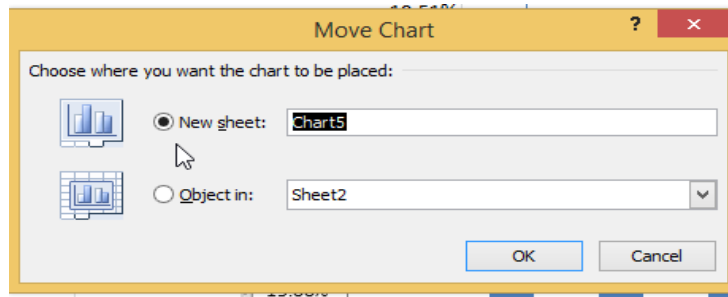 Move Chart
?
Choose where you want the chart to be placed:
New sheet: Chart5
Object in: Sheet2
OK Cancel